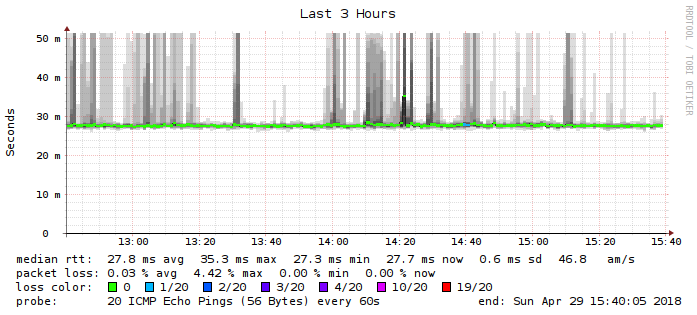 Last 3 Hours
RRDTOOL / TOBI OETIKER
Seconds
50 m
40 m
30 m
20 m
10 m
0
13:00 13:20 13:40 14:00 14:20 14:40 15:00 15:20 15:40
median rtt: 27.8 ms avg 35.3 ms max 27.3 ms min 27.7 ms now 0.6 ms sd 46.8 am/s
packet loss: 0.03 % avg 4.42 % max 0.00 % min 0.00 % now
loss color: 0 1/20 2/20 3/20 4/20 10/20 19/20
probe: 20 ICMP Echo Pings (56 Bytes) every 60s end: Sun Apr 29 15:40:05 2018